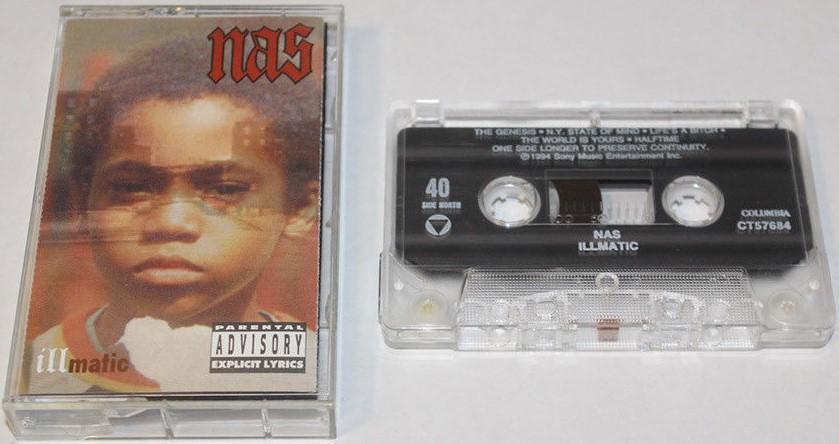 nas
illmatic
PARENTAL
ADVISORY
EXPLICIT LYRICS
THE GENESIS • N.Y. STATE OF MIND • LIFE'S A BITCH •
THE WORLD IS YOURS • HALFTIME
ONE SIDE LONGER TO PRESERVE CONTINUITY.
©1994 Sony Music Entertainment Inc.
40
SIDE NORTH
COLUMBIA
CT57684
NAS
ILLMATIC